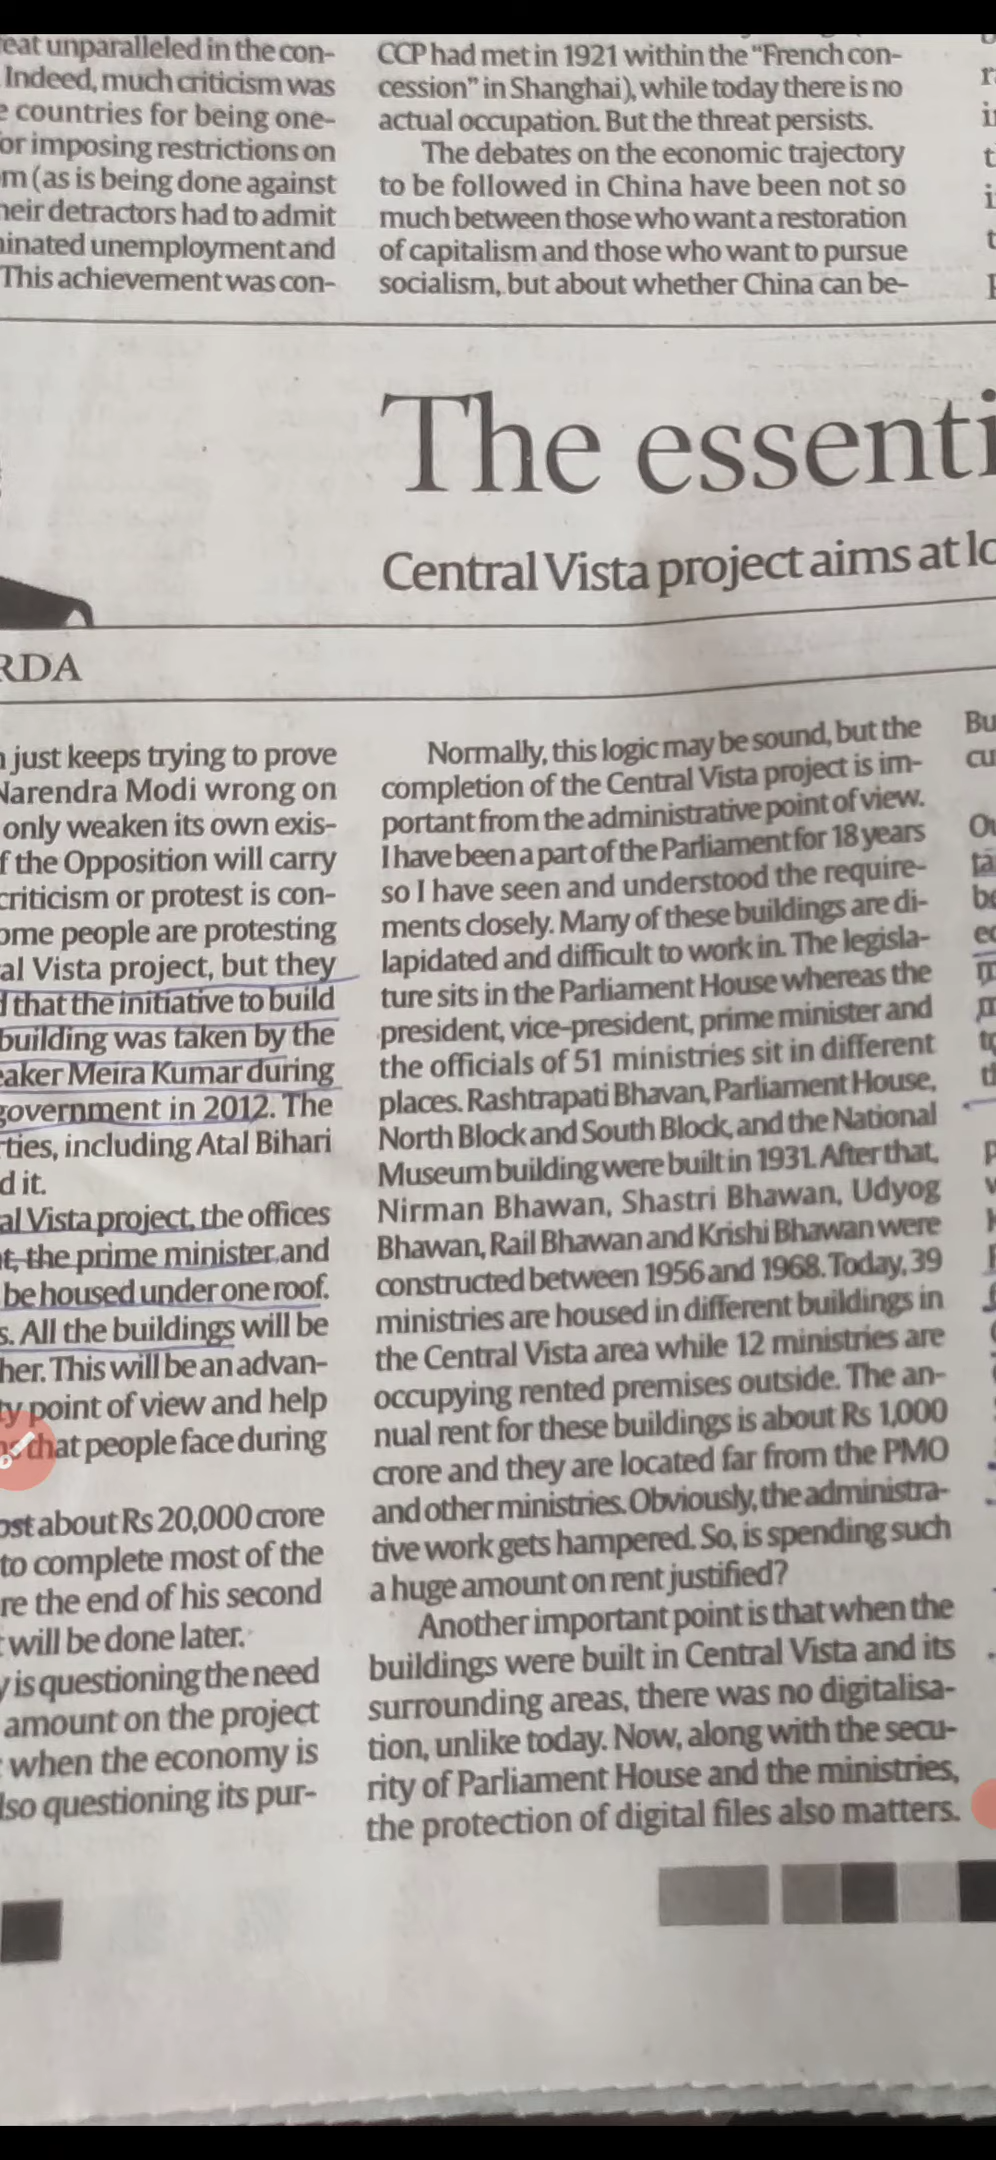 eat unparalleled in the con-
Indeed, much criticism was
countries for being one-
or imposing restrictions on
m (as is being done against
heir detractors had to admit
inated unemployment and
This achievement was con-
CCP had met in 1921 within the "French con-
cession" in Shanghai), while today there is no
actual occupation. But the threat persists.
The debates on the economic trajectory
to be followed in China have been not so
much between those who want a restoration
of capitalism and those who want to pursue
socialism, but about whether China can be-
The essenti
Central Vista project aims at lo
RDA
just keeps trying to prove
Narendra Modi wrong on
only weaken its own exis-
f the Opposition will carry
criticism or protest is con-
ome people are protesting
al Vista project, but they
that the initiative to build
building was taken by the
eaker Meira Kumar during
government in 2012. The
rties, including Atal Bihari
d it.
al Vista project, the offices
t, the prime minister and
be housed under one roof.
s. All the buildings will be
her. This will be an advan-
ty point of view and help
that people face during
ost about Rs 20,000 crore
to complete most of the
re the end of his second
will be done later.
y is questioning the need
amount on the project
when the economy is
lso questioning its pur-
Normally, this logic may be sound, but the
completion of the Central Vista project is im-
portant from the administrative point of view.
I have been a part of the Parliament for 18 years
so I have seen and understood the require-
ments closely. Many of these buildings are di-
lapidated and difficult to work in. The legisla-
ture sits in the Parliament House whereas the
president, vice-president, prime minister and
the officials of 51 ministries sit in different
places. Rashtrapati Bhavan, Parliament House,
North Block and South Block, and the National
Museum building were built in 1931. After that,
Nirman Bhawan, Shastri Bhawan, Udyog
Bhawan, Rail Bhawan and Krishi Bhawan were
constructed between 1956 and 1968. Today, 39
ministries are housed in different buildings in
the Central Vista area while 12 ministries are
occupying rented premises outside. The an-
nual rent for these buildings is about Rs 1,000
crore and they are located far from the PMO
and other ministries. Obviously, the administra-
tive work gets hampered. So, is spending such
a huge amount on rent justified?
Another important point is that when the
buildings were built in Central Vista and its
surrounding areas, there was no digitalisa-
tion, unlike today. Now, along with the secu-
rity of Parliament House and the ministries,
the protection of digital files also matters.
Bu
cu